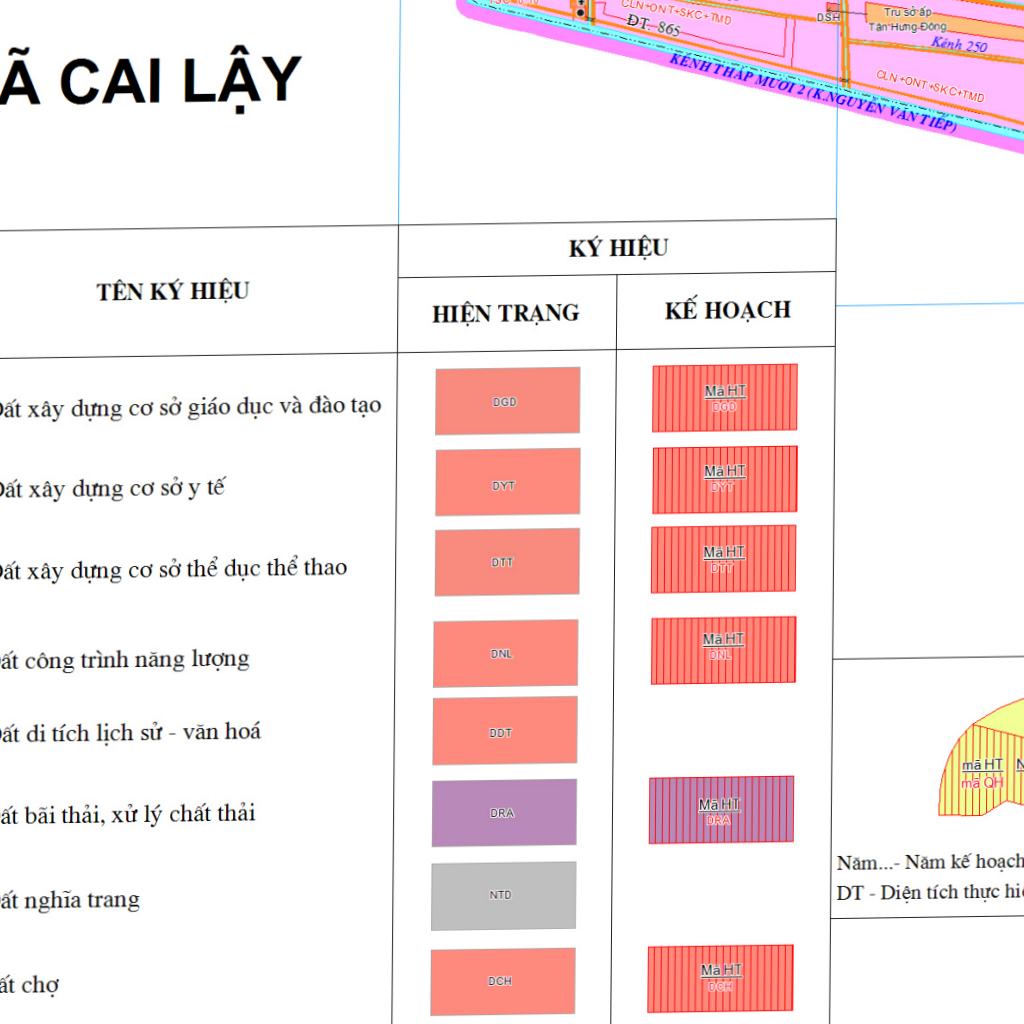 CLN+ONT+SKC+TMD
ĐT. 865
DSH
Trụ sở ấp
Tân Hưng Đông
Kênh 250
CLN+ONT+SKC+TMD
KÊNH THÁP MƯỜI 2 (K.NGUYỄN VĂN TIẾP)
Ã CAI LẬY
TÊN KÝ HIỆU
KÝ HIỆU
HIỆN TRẠNG
KẾ HOẠCH
Đất xây dựng cơ sở giáo dục và đào tạo
DGD
Mã HT
DGD
Đất xây dựng cơ sở y tế
DYT
Mã HT
DYT
Đất xây dựng cơ sở thể dục thể thao
DTT
Mã HT
DTT
ất công trình năng lượng
DNL
Mã HT
DNL
ất di tích lịch sử - văn hoá
DDT
ất bãi thải, xử lý chất thải
DRA
Mã HT
DRA
ất nghĩa trang
NTD
ất chợ
DCH
Mã HT
DCH
mã HT
mã QH
Năm...- Năm kế hoạch
DT - Diện tích thực hiệ